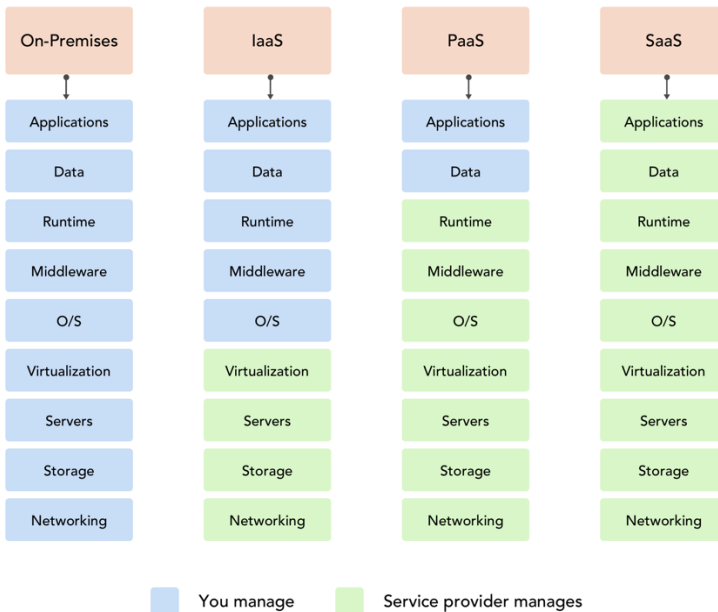 On-Premises
IaaS
PaaS
SaaS
Applications
Applications
Applications
Applications
Data
Data
Data
Data
Runtime
Runtime
Runtime
Runtime
Middleware
Middleware
Middleware
Middleware
O/S
O/S
O/S
O/S
Virtualization
Virtualization
Virtualization
Virtualization
Servers
Servers
Servers
Servers
Storage
Storage
Storage
Storage
Networking
Networking
Networking
Networking
You manage
Service provider manages